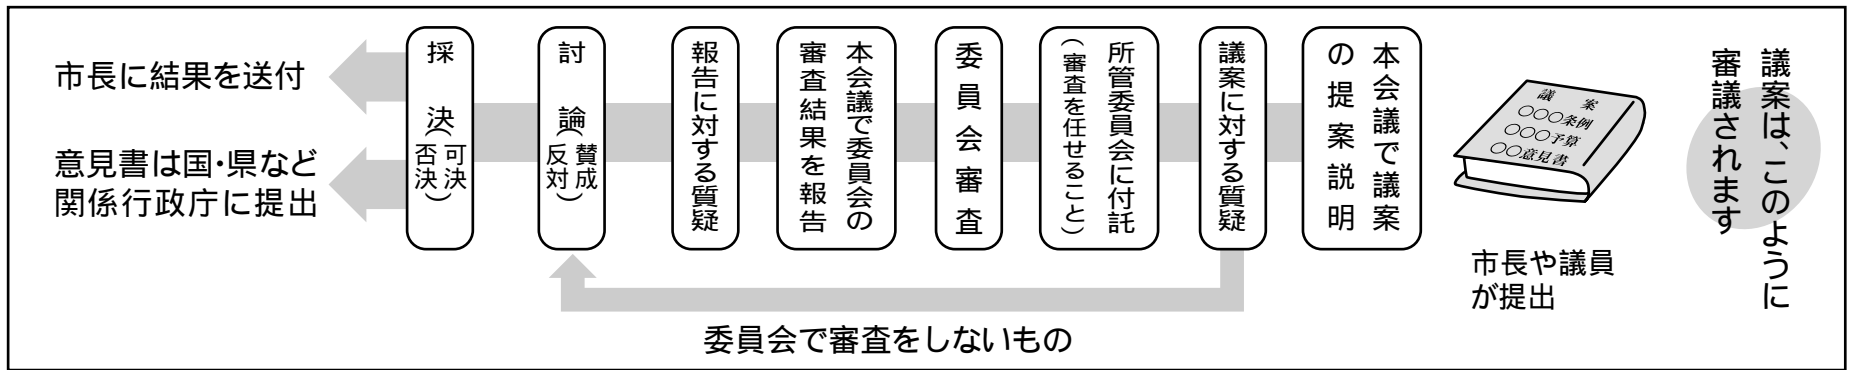 議案は、このように
審議されます
議 案
○○○条例
○○○予算
○○意見書
市長や議員
が提出
本会議で議案
の提案説明
議案に対する質疑
所管委員会に付託
(審査を任せること)
委員会審査
本会議で委員会の
審査結果を報告
報告に対する質疑
討 論(賛成
反対)
採 決(可決
否決)
市長に結果を送付
意見書は国・県など
関係行政庁に提出
委員会で審査をしないもの